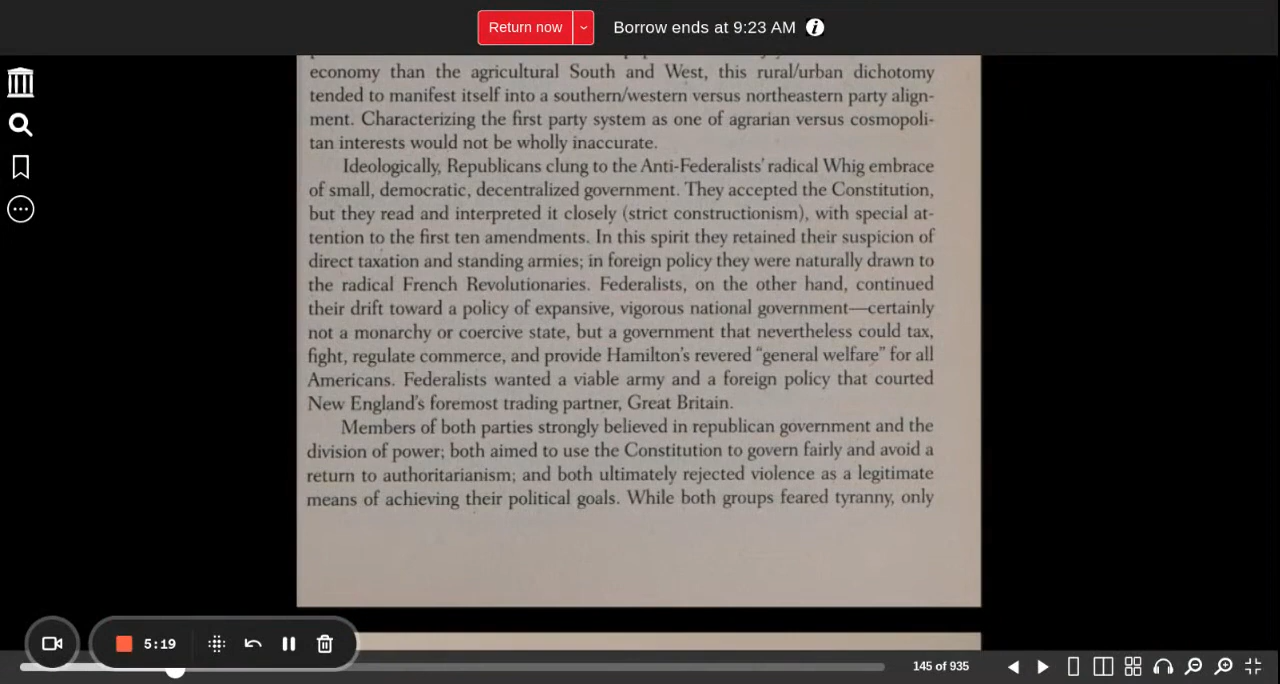 Return now
Borrow ends at 9:23 AM
economy than the agricultural South and West, this rural/urban dichotomy
tended to manifest itself into a southern/western versus northeastern party align-
ment. Characterizing the first party system as one of agrarian versus cosmopoli-
tan interests would not be wholly inaccurate.
Ideologically, Republicans clung to the Anti-Federalists' radical Whig embrace
of small, democratic, decentralized government. They accepted the Constitution,
but they read and interpreted it closely (strict constructionism), with special at-
tention to the first ten amendments. In this spirit they retained their suspicion of
direct taxation and standing armies; in foreign policy they were naturally drawn to
the radical French Revolutionaries. Federalists, on the other hand, continued
their drift toward a policy of expansive, vigorous national government—certainly
not a monarchy or coercive state, but a government that nevertheless could tax,
fight, regulate commerce, and provide Hamilton's revered "general welfare" for all
Americans. Federalists wanted a viable army and a foreign policy that courted
New England's foremost trading partner, Great Britain.
Members of both parties strongly believed in republican government and the
division of power; both aimed to use the Constitution to govern fairly and avoid a
return to authoritarianism; and both ultimately rejected violence as a legitimate
means of achieving their political goals. While both groups feared tyranny, only
5:19
145 of 935